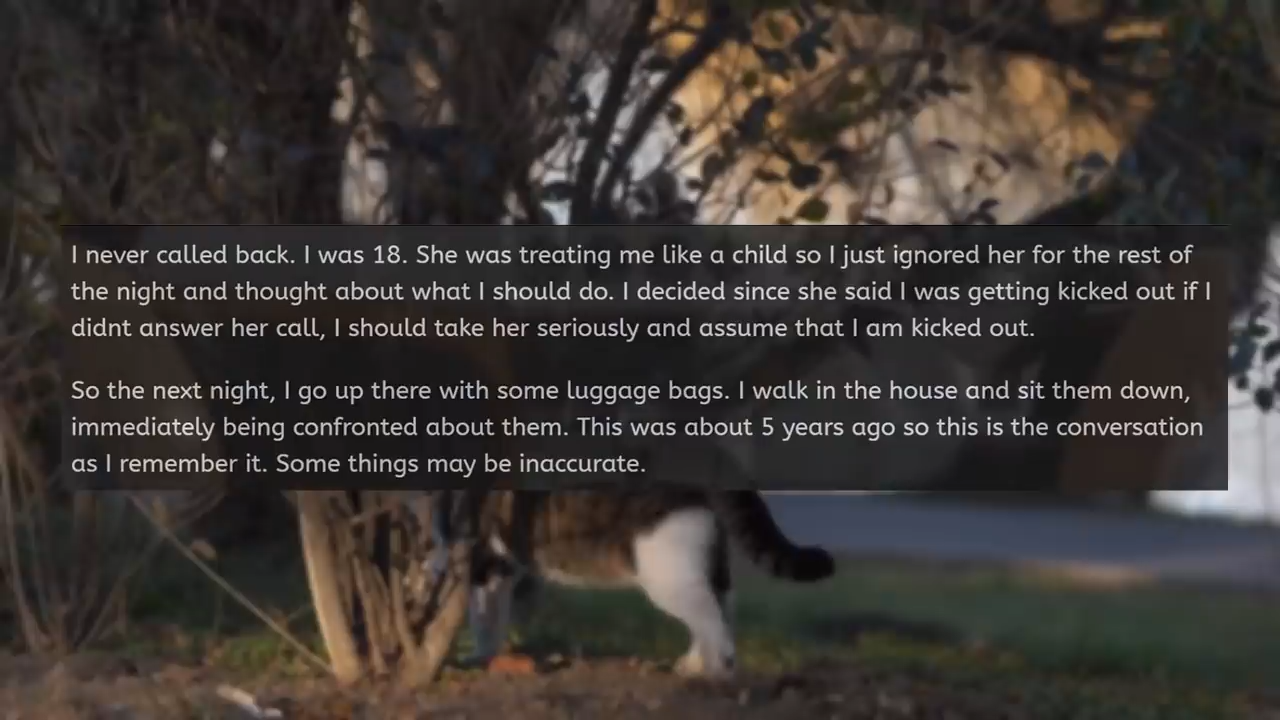 I never called back. I was 18. She was treating me like a child so I just ignored her for the rest of
the night and thought about what I should do. I decided since she said I was getting kicked out if I
didnt answer her call, I should take her seriously and assume that I am kicked out.
So the next night, I go up there with some luggage bags. I walk in the house and sit them down,
immediately being confronted about them. This was about 5 years ago so this is the conversation
as I remember it. Some things may be inaccurate.